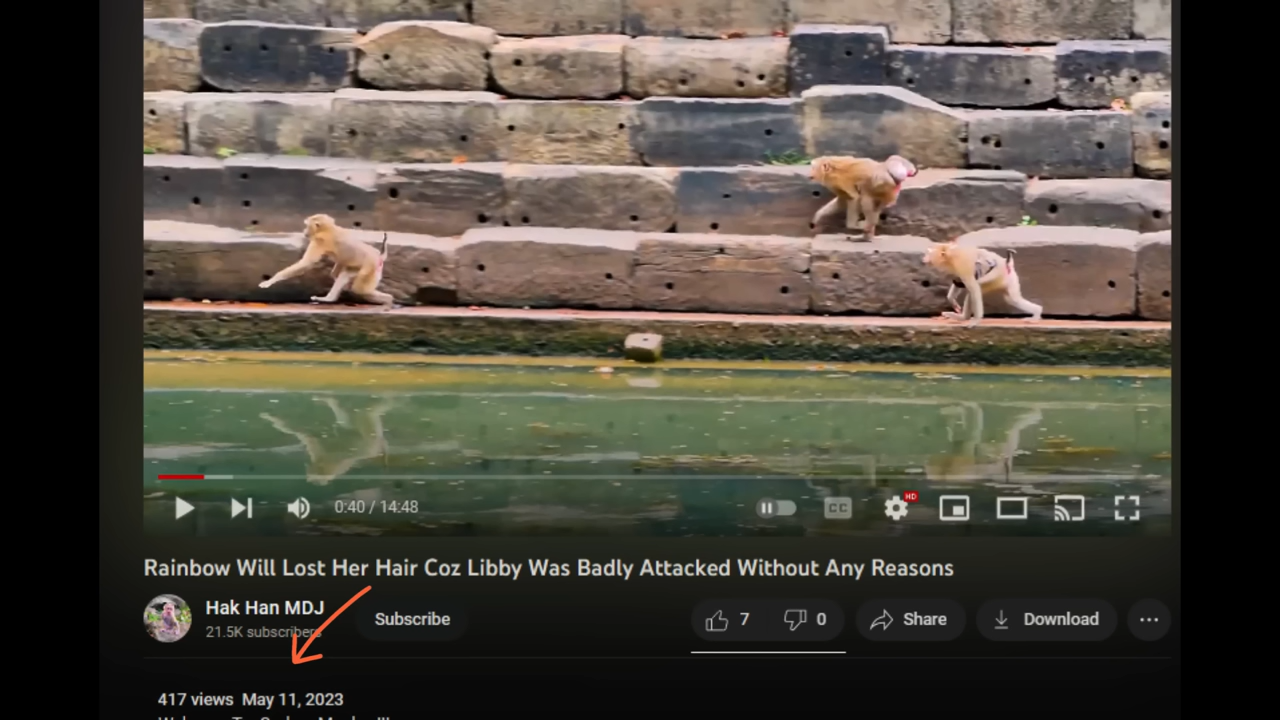 HD
0:40 / 14:48
CC
Rainbow Will Lost Her Hair Coz Libby Was Badly Attacked Without Any Reasons
Hak Han MDJ
21.5K subscribers
Subscribe
7
0
Share
Download
417 views May 11, 2023